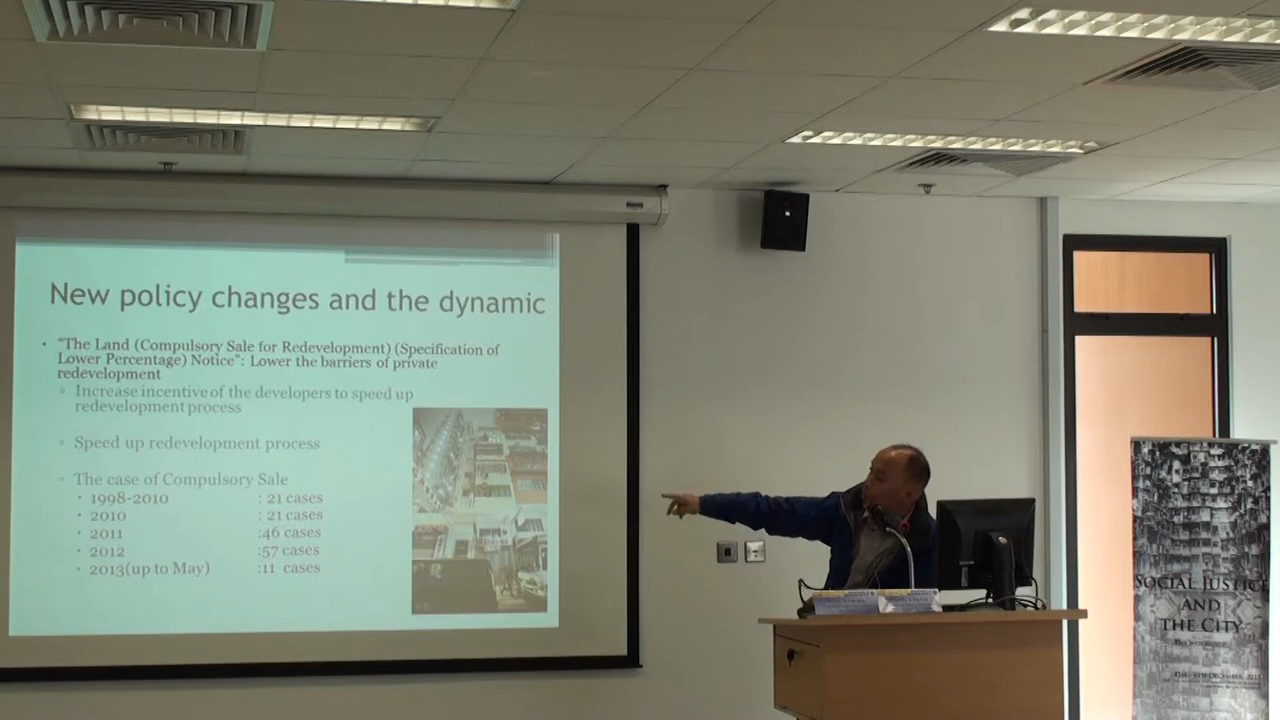 New policy changes and the dynamic
• "The Land (Compulsory Sale for Redevelopment) (Specification of
Lower Percentage) Notice": Lower the barriers of private
redevelopment
▫ Increase incentive of the developers to speed up
redevelopment process
▫ Speed up redevelopment process
▫ The case of Compulsory Sale
• 1998-2010 : 21 cases
• 2010 : 21 cases
• 2011 :46 cases
• 2012 :57 cases
• 2013(up to May) :11 cases
SOCIAL JUSTICE
AND
THE CITY